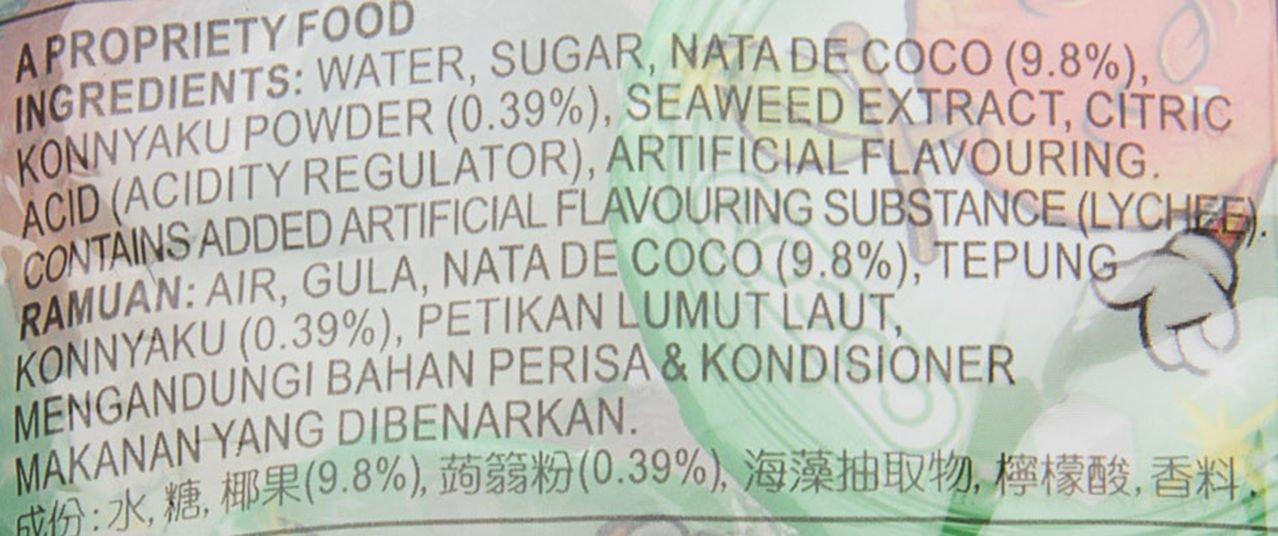 A PROPRIETY FOOD
INGREDIENTS: WATER, SUGAR, NATA DE COCO (9.8%),
KONNYAKU POWDER (0.39%), SEAWEED EXTRACT, CITRIC
ACID (ACIDITY REGULATOR), ARTIFICIAL FLAVOURING.
CONTAINS ADDED ARTIFICIAL FLAVOURING SUBSTANCE (LYCHEE).
RAMUAN: AIR, GULA, NATA DE COCO (9.8%), TEPUNG
KONNYAKU (0.39%), PETIKAN LUMUT LAUT,
MENGANDUNGI BAHAN PERISA & KONDISIONER
MAKANAN YANG DIBENARKAN.
成份: 水, 糖, 椰果(9.8%), 蒟蒻粉(0.39%), 海藻抽取物, 檸檬酸, 香料.